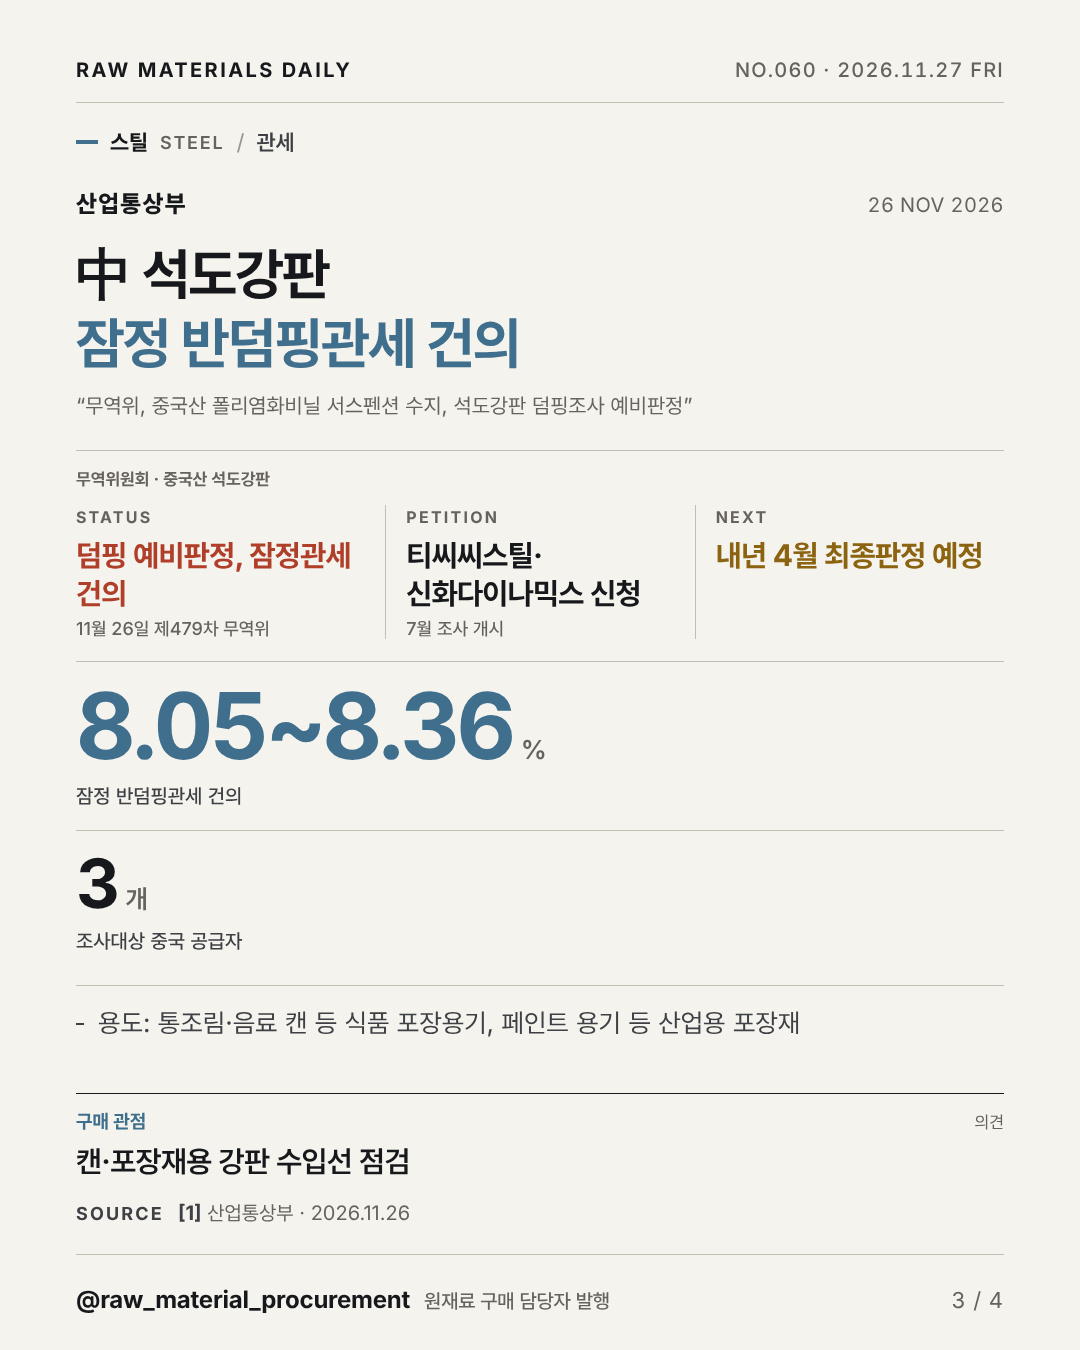 RAW MATERIALS DAILY
NO.060 · 2026.11.27 FRI
스틸 STEEL / 관세
산업통상부
26 NOV 2026
中 석도강판
잠정 반덤핑관세 건의
“무역위, 중국산 폴리염화비닐 서스펜션 수지, 석도강판 덤핑조사 예비판정”
무역위원회 · 중국산 석도강판
STATUS
덤핑 예비판정, 잠정관세
건의
11월 26일 제479차 무역위
PETITION
티씨씨스틸·
신화다이나믹스 신청
7월 조사 개시
NEXT
내년 4월 최종판정 예정
8.05~8.36 %
잠정 반덤핑관세 건의
3 개
조사대상 중국 공급자
- 용도: 통조림·음료 캔 등 식품 포장용기, 페인트 용기 등 산업용 포장재
구매 관점
의견
캔·포장재용 강판 수입선 점검
SOURCE [1] 산업통상부 · 2026.11.26
@raw_material_procurement 원재료 구매 담당자 발행
3 / 4